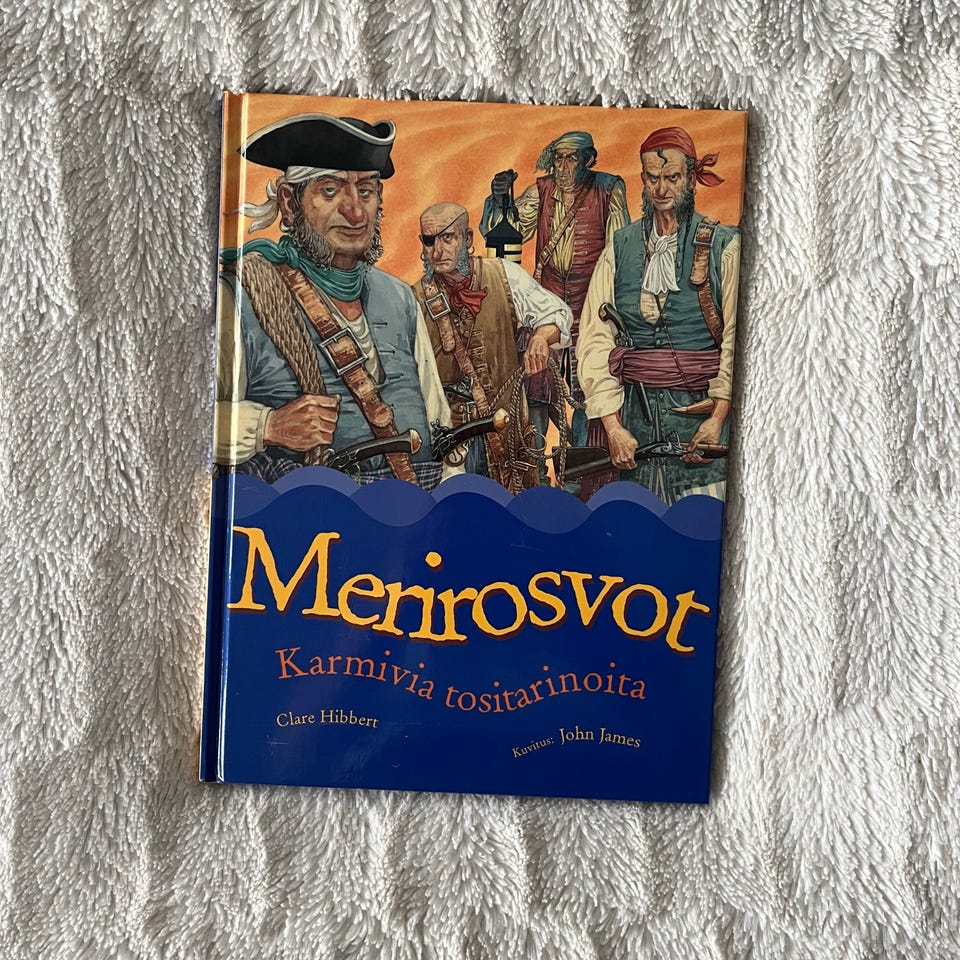 Merirosvot
Karmivia tositarinoita
Clare Hibbert
Kuvitus: John James